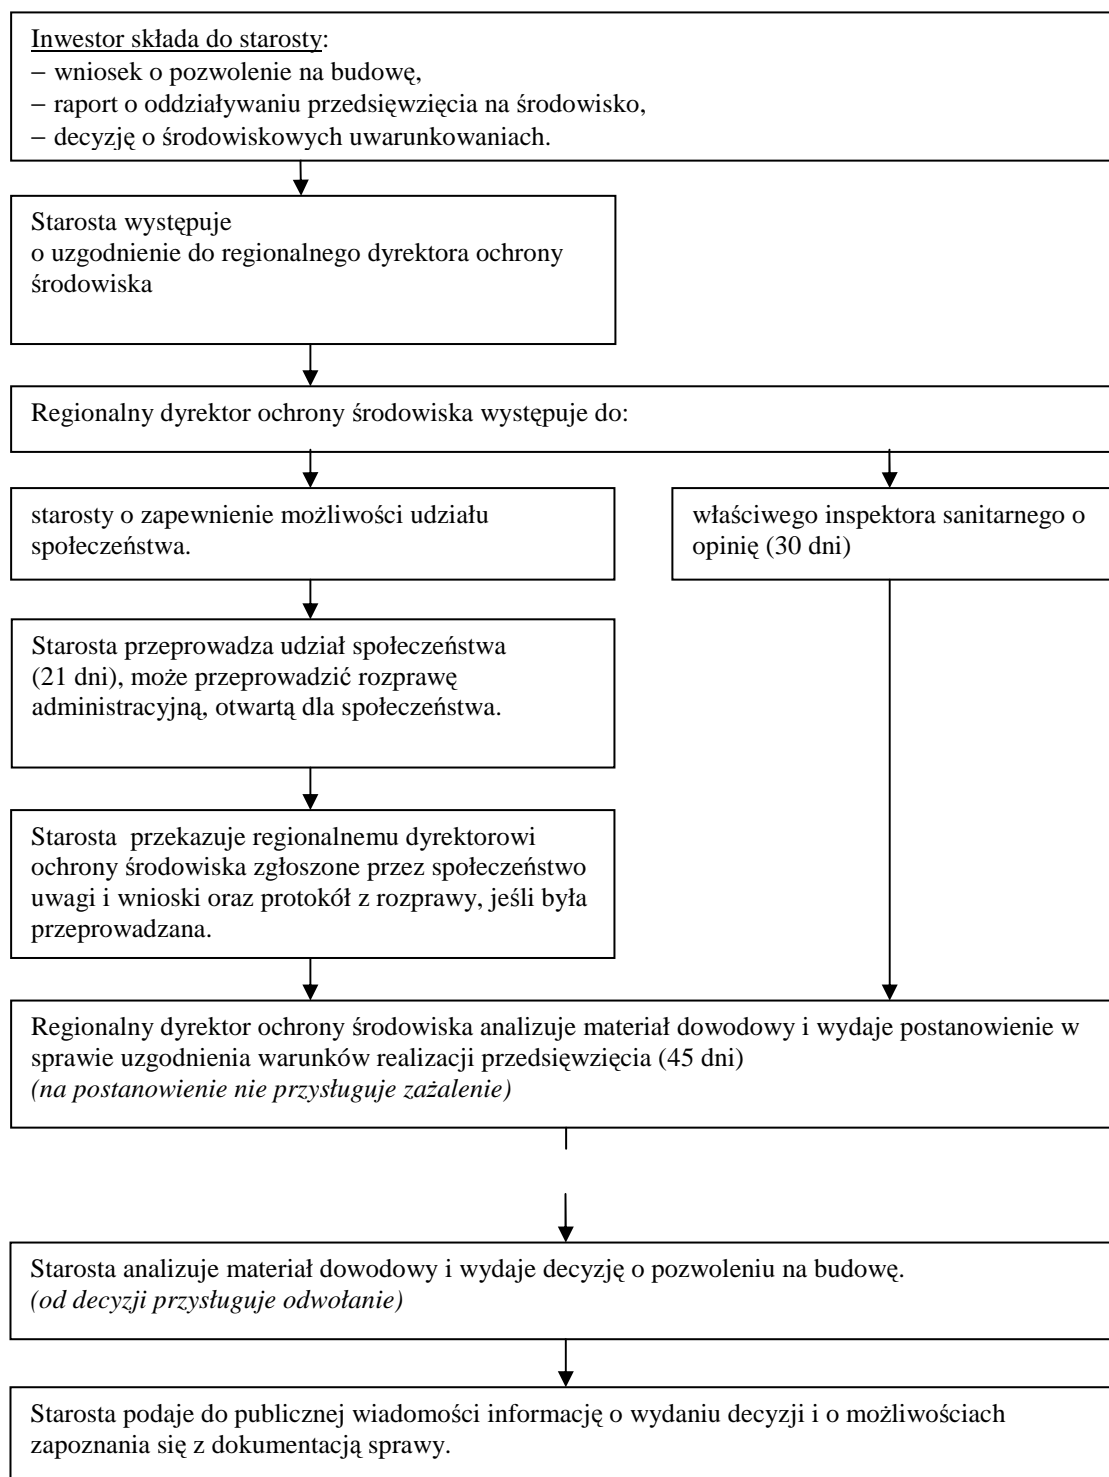 Inwestor składa do starosty:
– wniosek o pozwolenie na budowę,
– raport o oddziaływaniu przedsięwzięcia na środowisko,
– decyzję o środowiskowych uwarunkowaniach.
Starosta występuje
o uzgodnienie do regionalnego dyrektora ochrony
środowiska
Regionalny dyrektor ochrony środowiska występuje do:
starosty o zapewnienie możliwości udziału
społeczeństwa.
właściwego inspektora sanitarnego o
opinię (30 dni)
Starosta przeprowadza udział społeczeństwa
(21 dni), może przeprowadzić rozprawę
administracyjną, otwartą dla społeczeństwa.
Starosta przekazuje regionalnemu dyrektorowi
ochrony środowiska zgłoszone przez społeczeństwo
uwagi i wnioski oraz protokół z rozprawy, jeśli była
przeprowadzana.
Regionalny dyrektor ochrony środowiska analizuje materiał dowodowy i wydaje postanowienie w
sprawie uzgodnienia warunków realizacji przedsięwzięcia (45 dni)
(na postanowienie nie przysługuje zażalenie)
Starosta analizuje materiał dowodowy i wydaje decyzję o pozwoleniu na budowę.
(od decyzji przysługuje odwołanie)
Starosta podaje do publicznej wiadomości informację o wydaniu decyzji i o możliwościach
zapoznania się z dokumentacją sprawy.